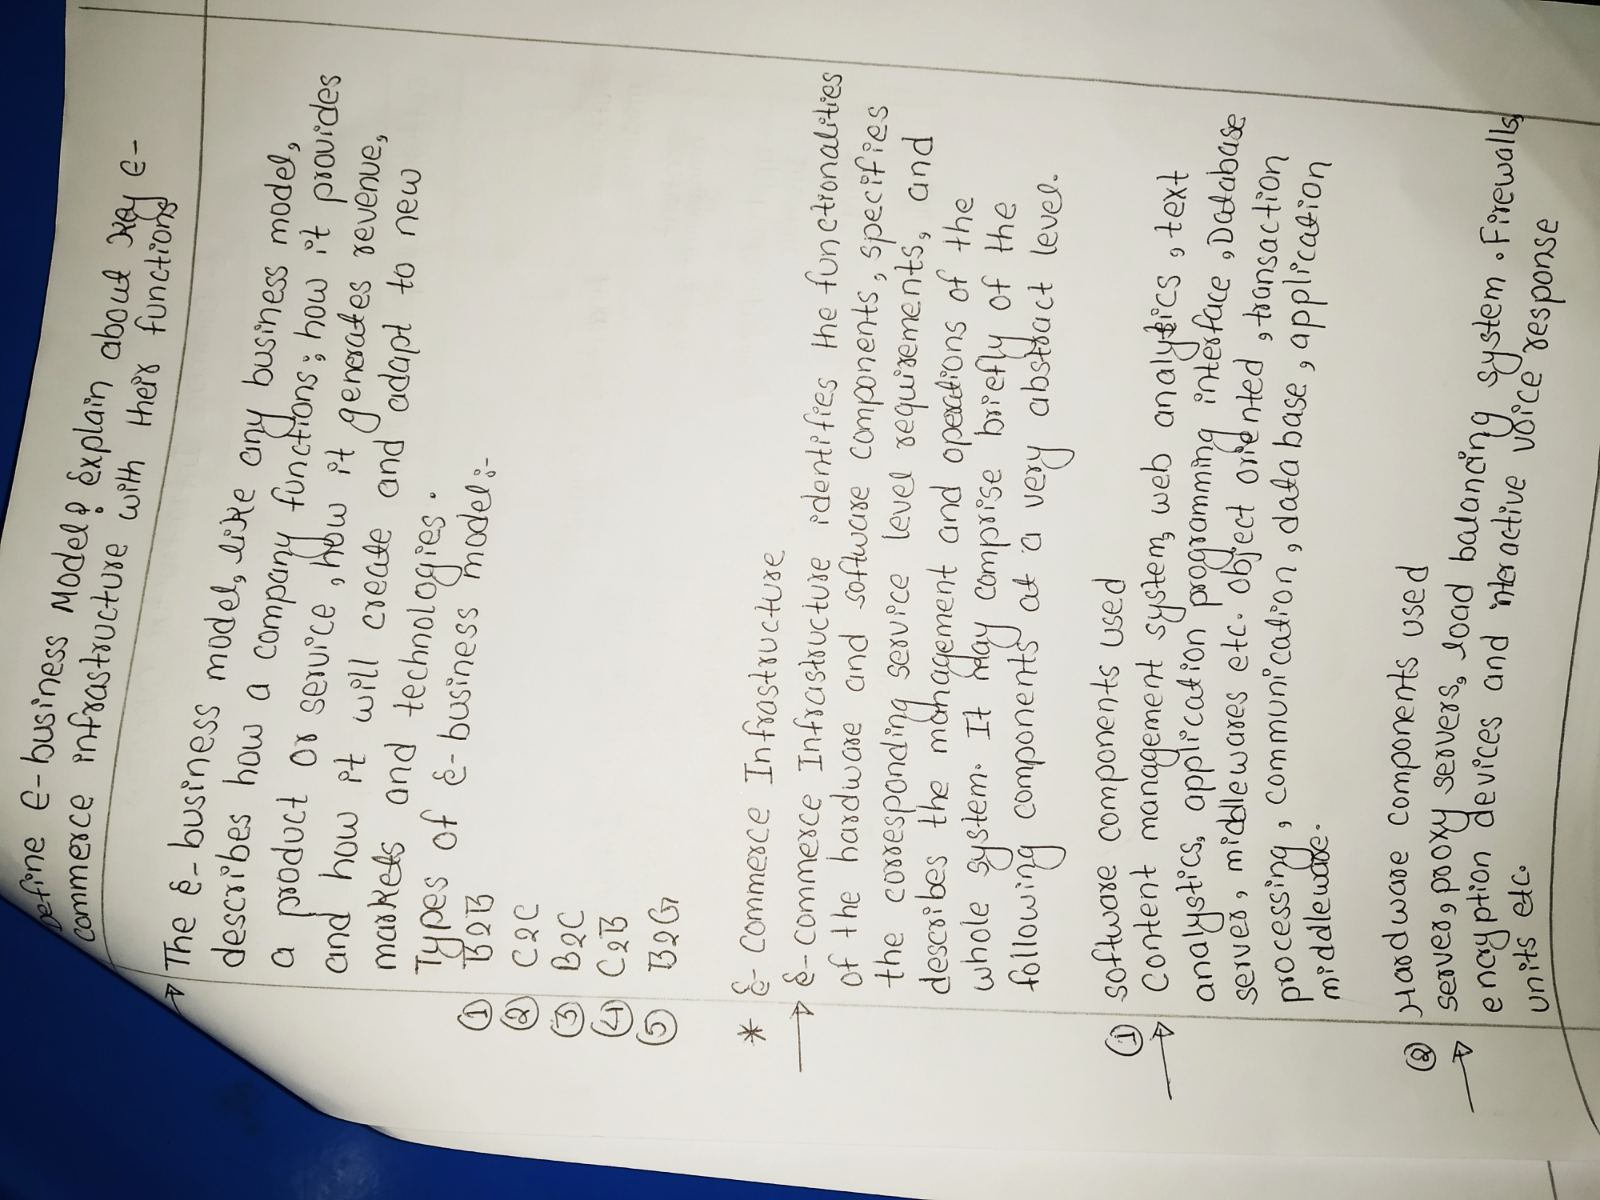 Define E-business Model? Explain about key E-
commerce infrastructure with their functions
The E-business model, like any business model,
describes how a company functions; how it provides
a product or service, how it generates revenue,
and how it will create and adapt to new
markets and technologies.
Types of E-business model:-
① B2B
② C2C
③ B2C
④ C2B
⑤ B2G
* E-Commerce Infrastructure
→ E-commerce Infrastructure identifies the functionalities
of the hardware and software components, specifies
the corresponding service level requirements, and
describes the management and operations of the
whole system. It may comprise briefly of the
following components at a very abstract level.
① software components used
→ Content management system, web analytics, text
analystics, application programming interface, Database
server, middlewares etc. object oriented, transaction
processing, communication, database, application
middleware.
② Hardware components used
→ server, proxy servers, load balancing system. Firewalls,
encryption devices and interactive voice response
units etc.